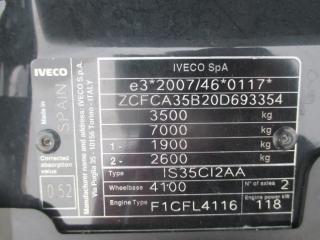 IVECO
Made in
SPAIN
Manufacturer name and address: IVECO S.p.A.
Via Puglia 35 - 10156 Torino - ITALY
Corrected
absorption
value
0.52
IVECO SpA
e3*2007/46*0117*
ZCFCA35B20D693354
3500 kg
7000 kg
1- 1900 kg
2- 2600 kg
Type IS35CI2AA
Wheelbase 4100 N° of axles 2
Engine Type F1CFL4116 Engine power kW 118